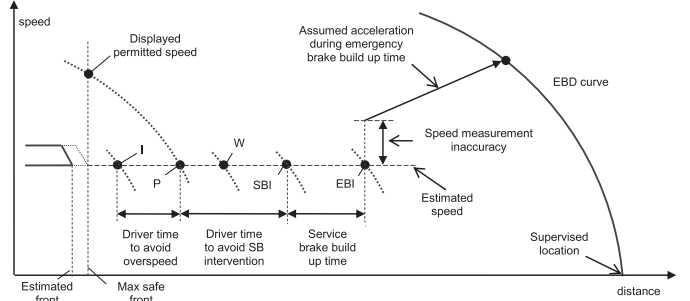 speed
Displayed
permitted speed
Assumed acceleration
during emergency
brake build up time
EBD curve
Speed measurement
inaccuracy
I
W
P
SBI
EBI
Estimated
speed
Driver time
to avoid
overspeed
Driver time
to avoid SB
intervention
Service
brake build
up time
Supervised
location
Estimated
front
Max safe
front
distance